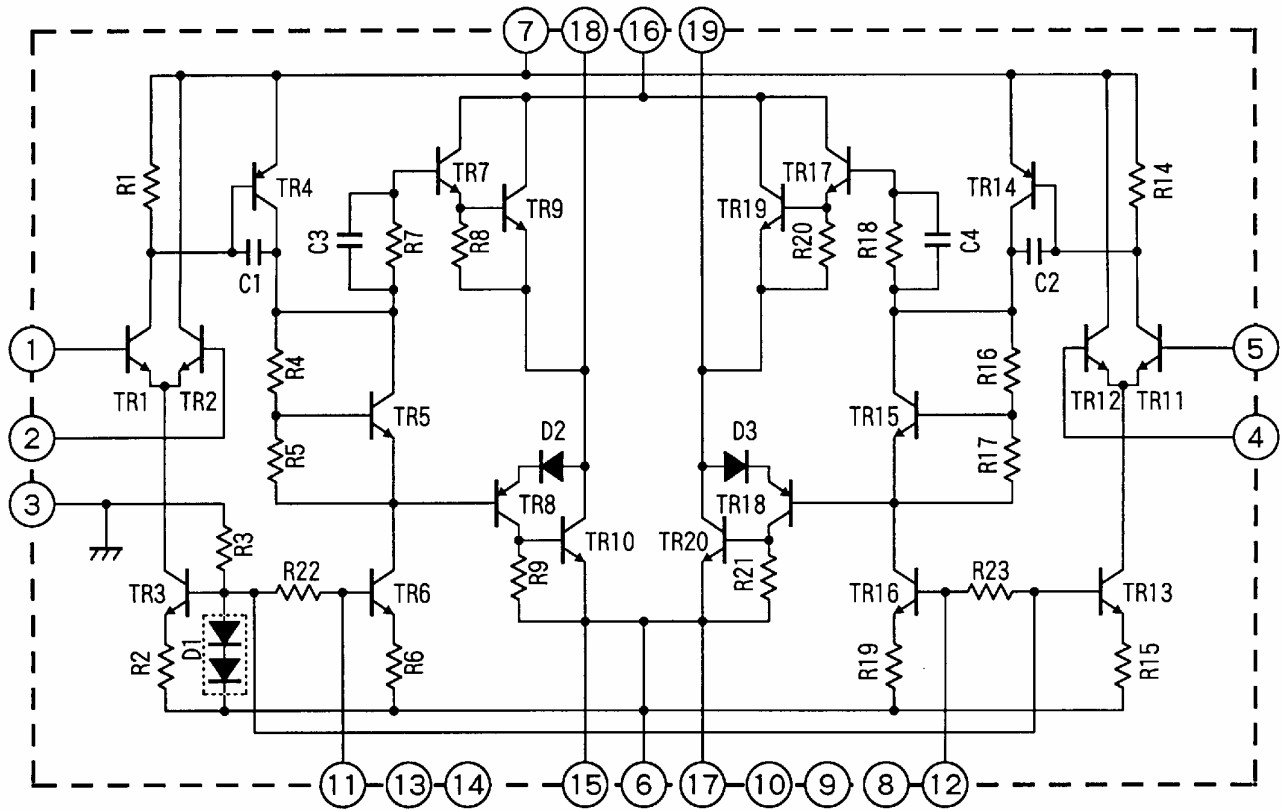 7 18 16 19
R1 TR4 TR7 TR9 TR17 TR19 TR14 R14
C3 R7 R8 R20 R18 C4
C1 C2
1 5
TR1 TR2 R4 R16 TR12 TR11
2 TR5 TR15 4
R5 D2 D3 R17
3 TR8 TR18
R3 TR10 TR20
TR3 R22 TR6 R9 R21 TR16 R23 TR13
R2 D1 R6 R19 R15
11 13 14 15 6 17 10 9 8 12